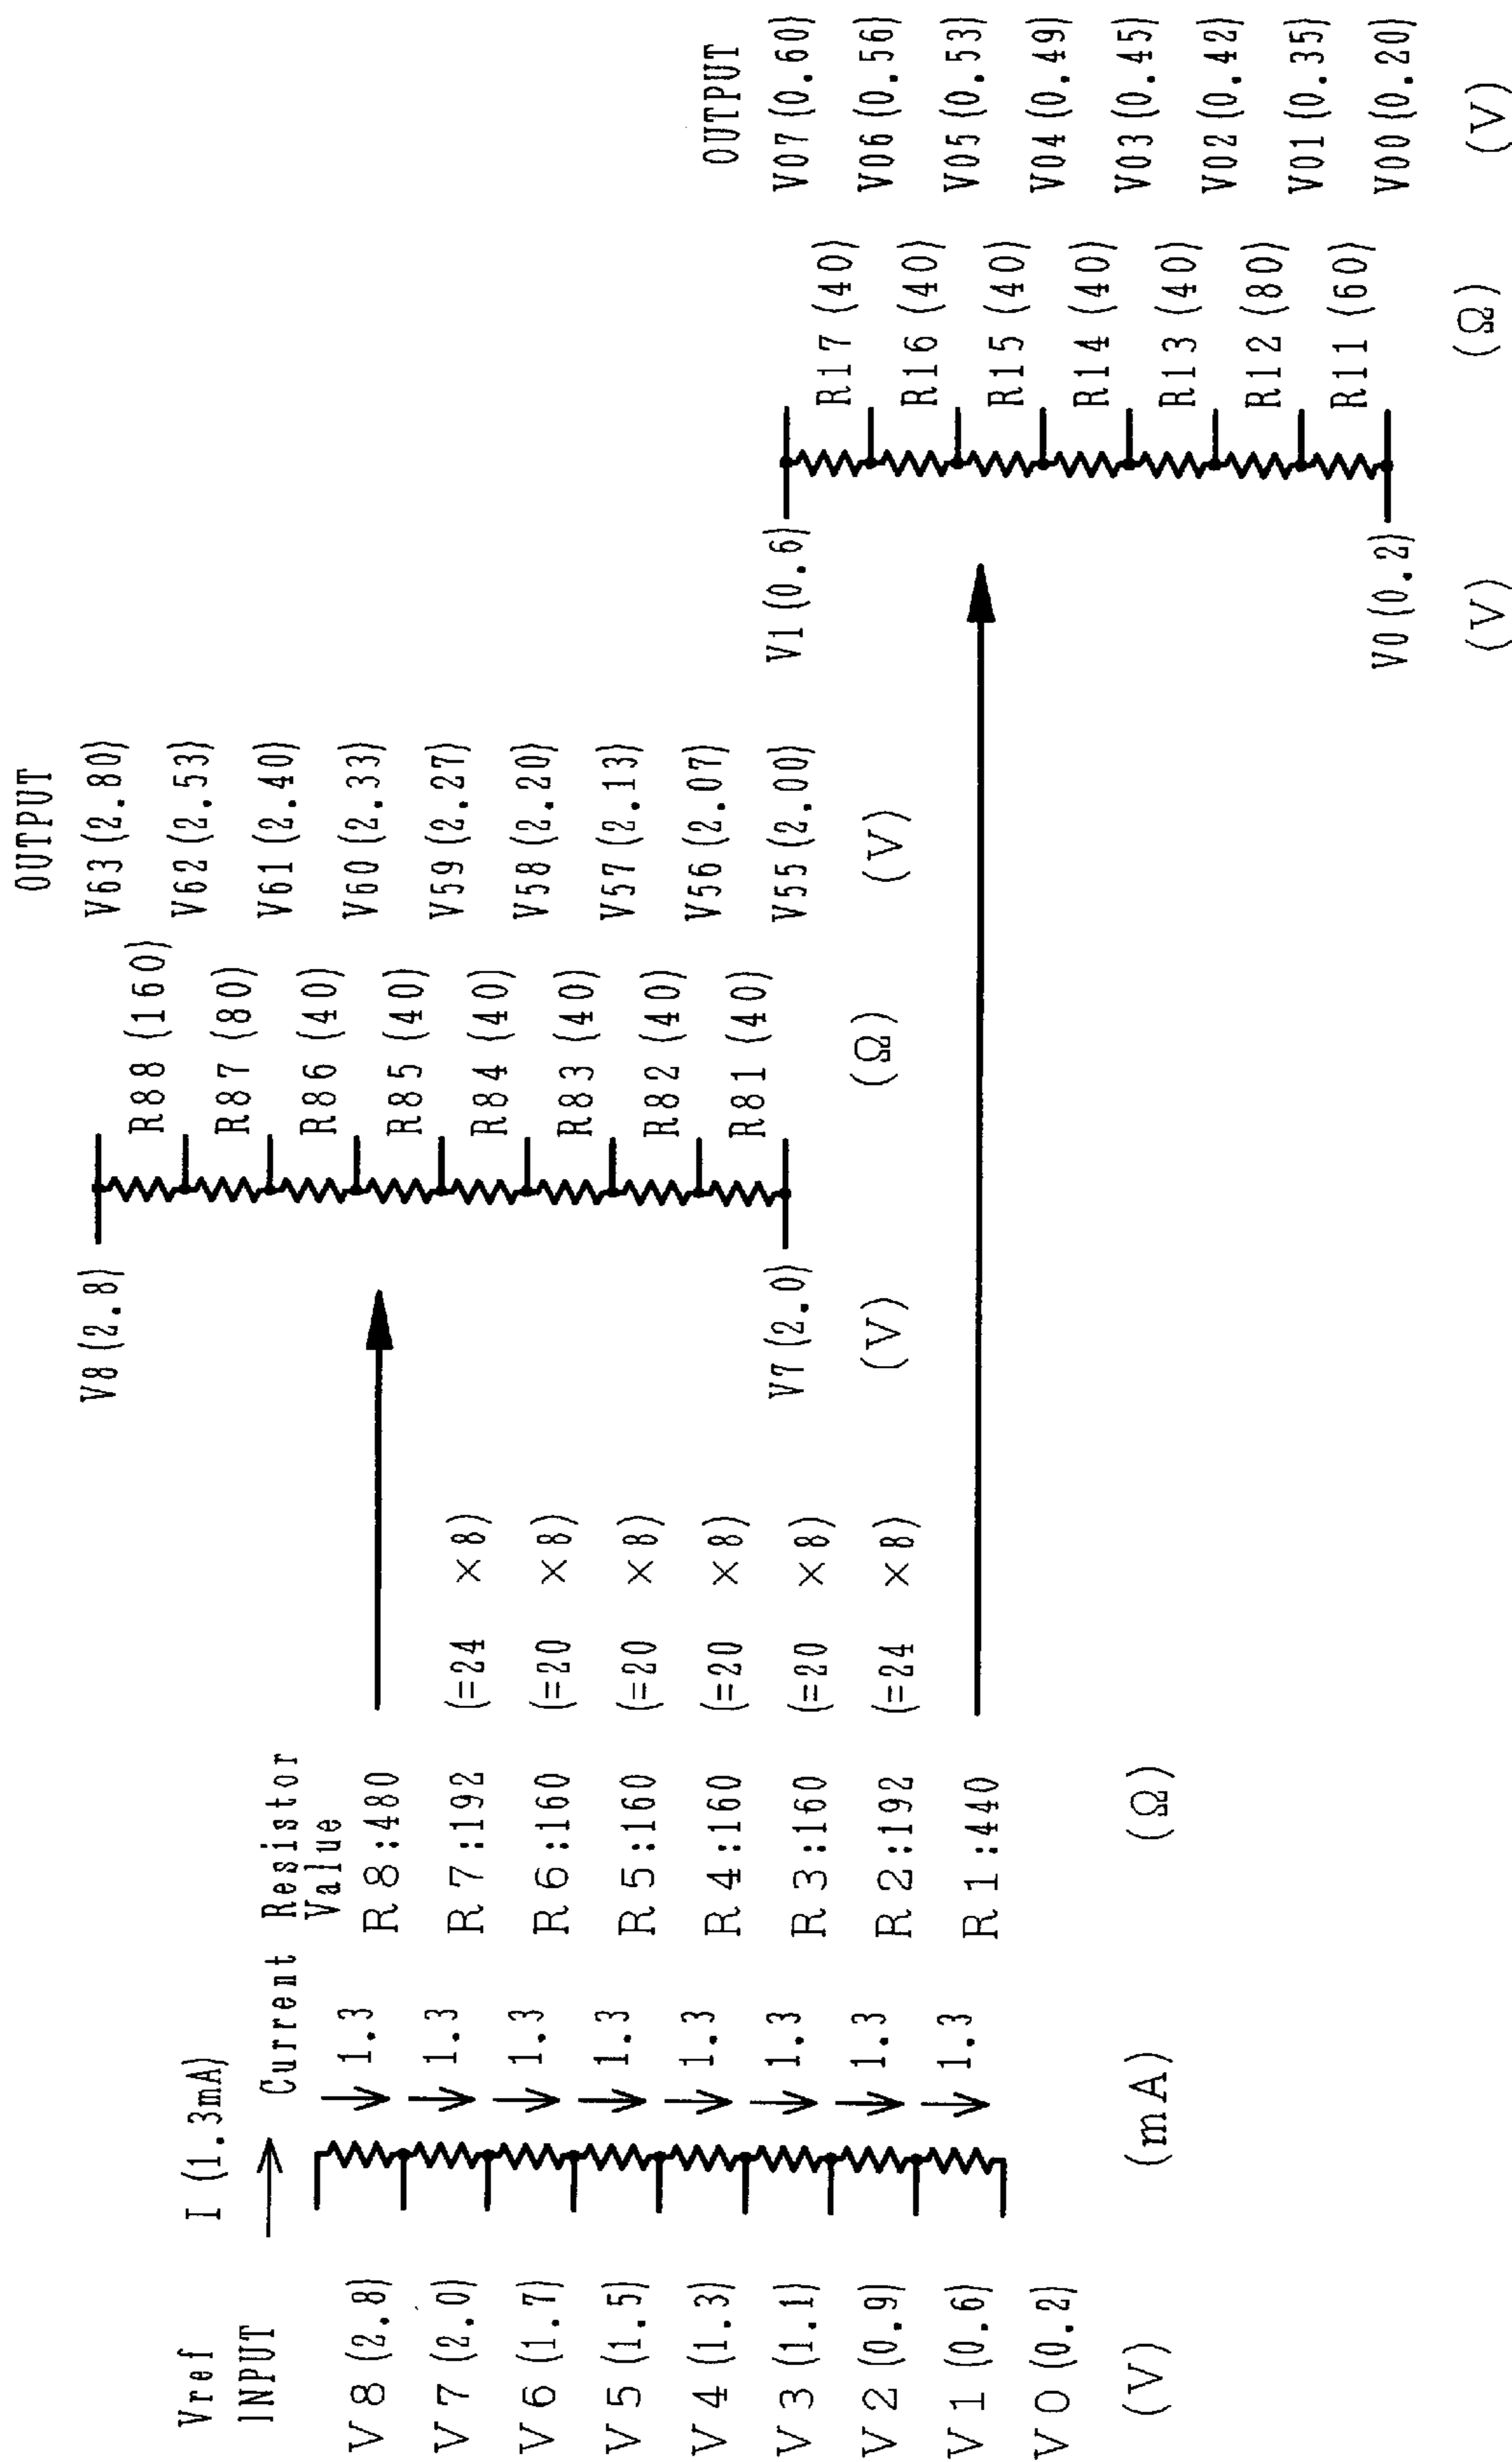 Vref
INPUT
I (1.3mA)
Current
Resistor
Value
V8 (2.8)
V7 (2.0)
V6 (1.7)
V5 (1.5)
V4 (1.3)
V3 (1.1)
V2 (0.9)
V1 (0.6)
V0 (0.2)
(V)
1.3
1.3
1.3
1.3
1.3
1.3
1.3
1.3
(mA)
R8:480
R7:192 (=24 ×8)
R6:160 (=20 ×8)
R5:160 (=20 ×8)
R4:160 (=20 ×8)
R3:160 (=20 ×8)
R2:192 (=24 ×8)
R1:440
(Ω)
V8 (2.8)
V7 (2.0)
(V)
R88 (160)
R87 (80)
R86 (40)
R85 (40)
R84 (40)
R83 (40)
R82 (40)
R81 (40)
(Ω)
OUTPUT
V63 (2.80)
V62 (2.53)
V61 (2.40)
V60 (2.33)
V59 (2.27)
V58 (2.20)
V57 (2.13)
V56 (2.07)
V55 (2.00)
(V)
V1 (0.6)
V0 (0.2)
(V)
R17 (40)
R16 (40)
R15 (40)
R14 (40)
R13 (40)
R12 (80)
R11 (60)
(Ω)
OUTPUT
V07 (0.60)
V06 (0.56)
V05 (0.53)
V04 (0.49)
V03 (0.45)
V02 (0.42)
V01 (0.35)
V00 (0.20)
(V)